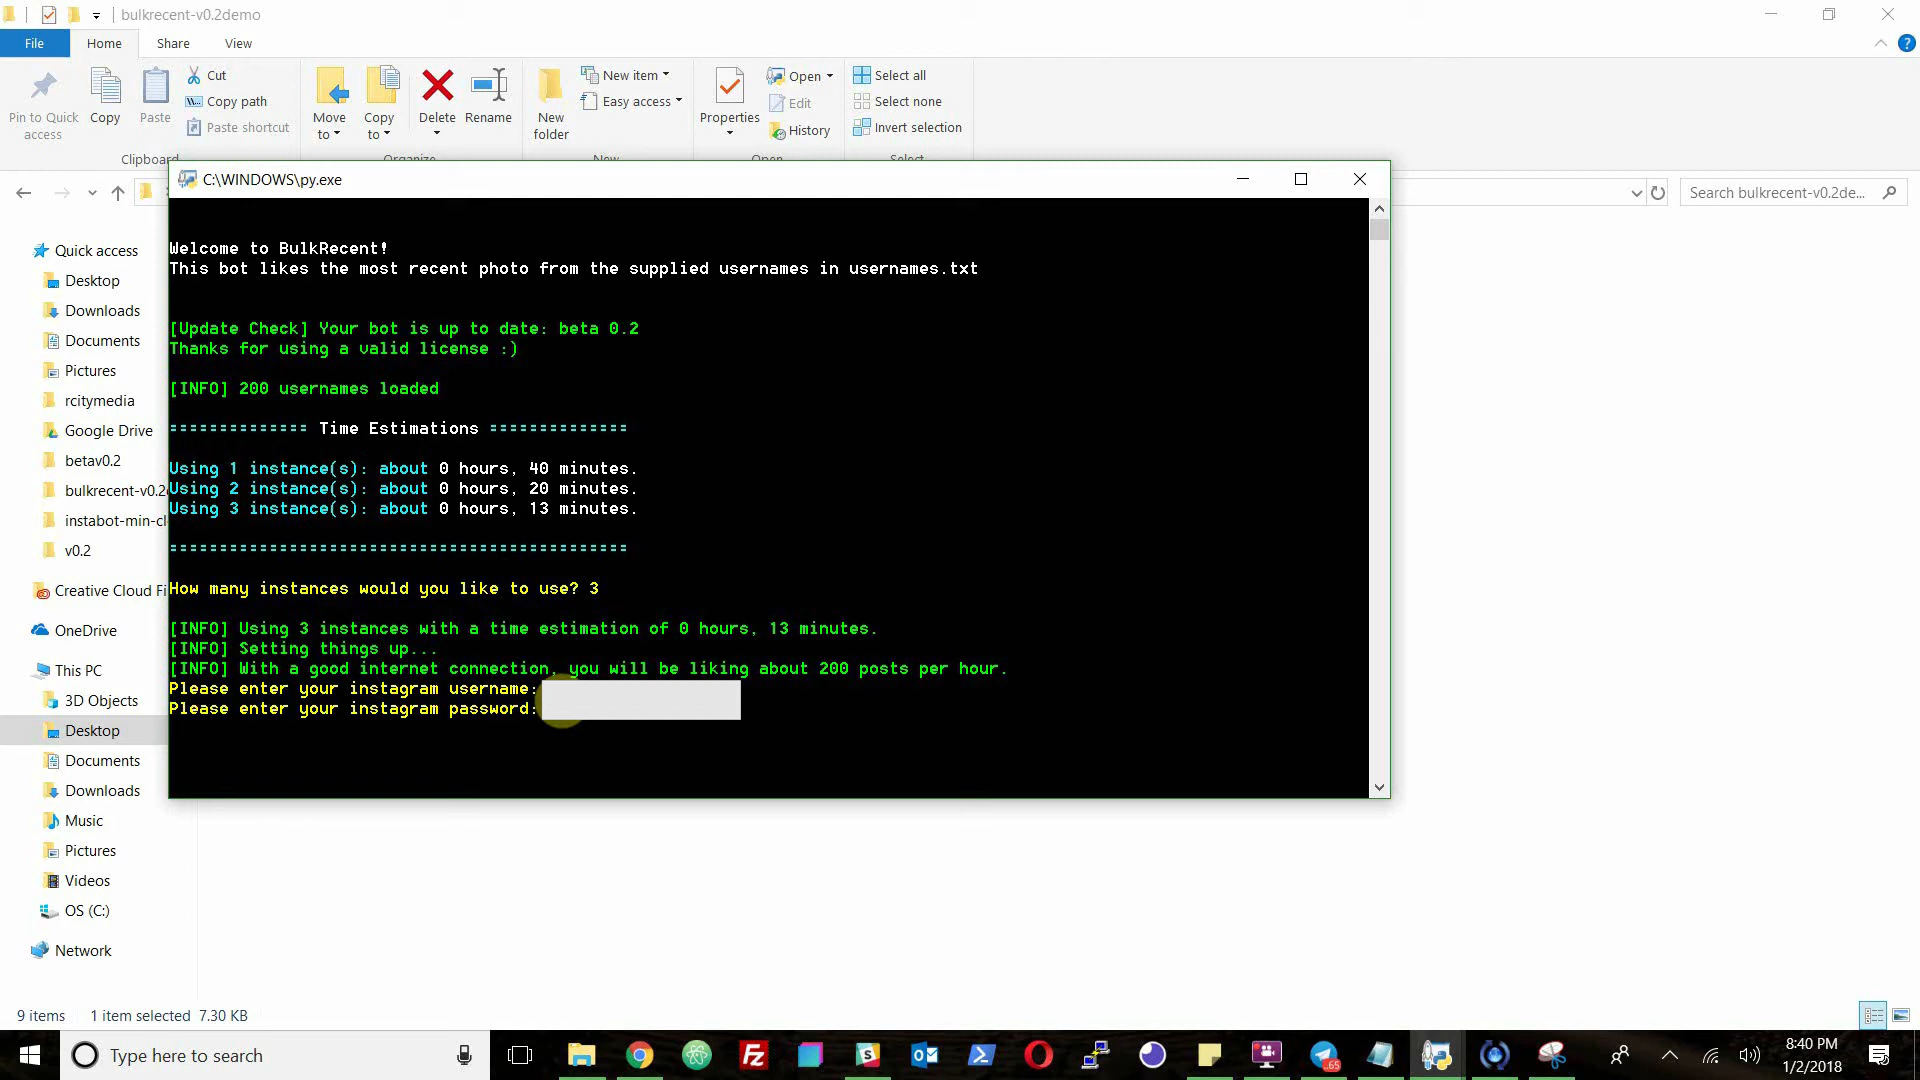 bulkrecent-v0.2demo
File Home Share View
Pin to Quick access
Copy
Paste
Cut
Copy path
Paste shortcut
Clipboard
Move to
Copy to
Delete
Rename
Organize
New folder
New item
Easy access
New
Properties
Open
Edit
History
Open
Select all
Select none
Invert selection
Select
Search bulkrecent-v0.2de...
C:\WINDOWS\py.exe
Welcome to BulkRecent!
This bot likes the most recent photo from the supplied usernames in usernames.txt
[Update Check] Your bot is up to date: beta 0.2
Thanks for using a valid license :)
[INFO] 200 usernames loaded
============== Time Estimations ==============
Using 1 instance(s): about 0 hours, 40 minutes.
Using 2 instance(s): about 0 hours, 20 minutes.
Using 3 instance(s): about 0 hours, 13 minutes.
==============================================
How many instances would you like to use? 3
[INFO] Using 3 instances with a time estimation of 0 hours, 13 minutes.
[INFO] Setting things up...
[INFO] With a good internet connection, you will be liking about 200 posts per hour.
Please enter your instagram username:
Please enter your instagram password:
Quick access
Desktop
Downloads
Documents
Pictures
rcitymedia
Google Drive
betav0.2
bulkrecent-v0.2
instabot-min-cl
v0.2
Creative Cloud Fi
OneDrive
This PC
3D Objects
Desktop
Documents
Downloads
Music
Pictures
Videos
OS (C:)
Network
9 items 1 item selected 7.30 KB
Type here to search
.65
8:40 PM
1/2/2018